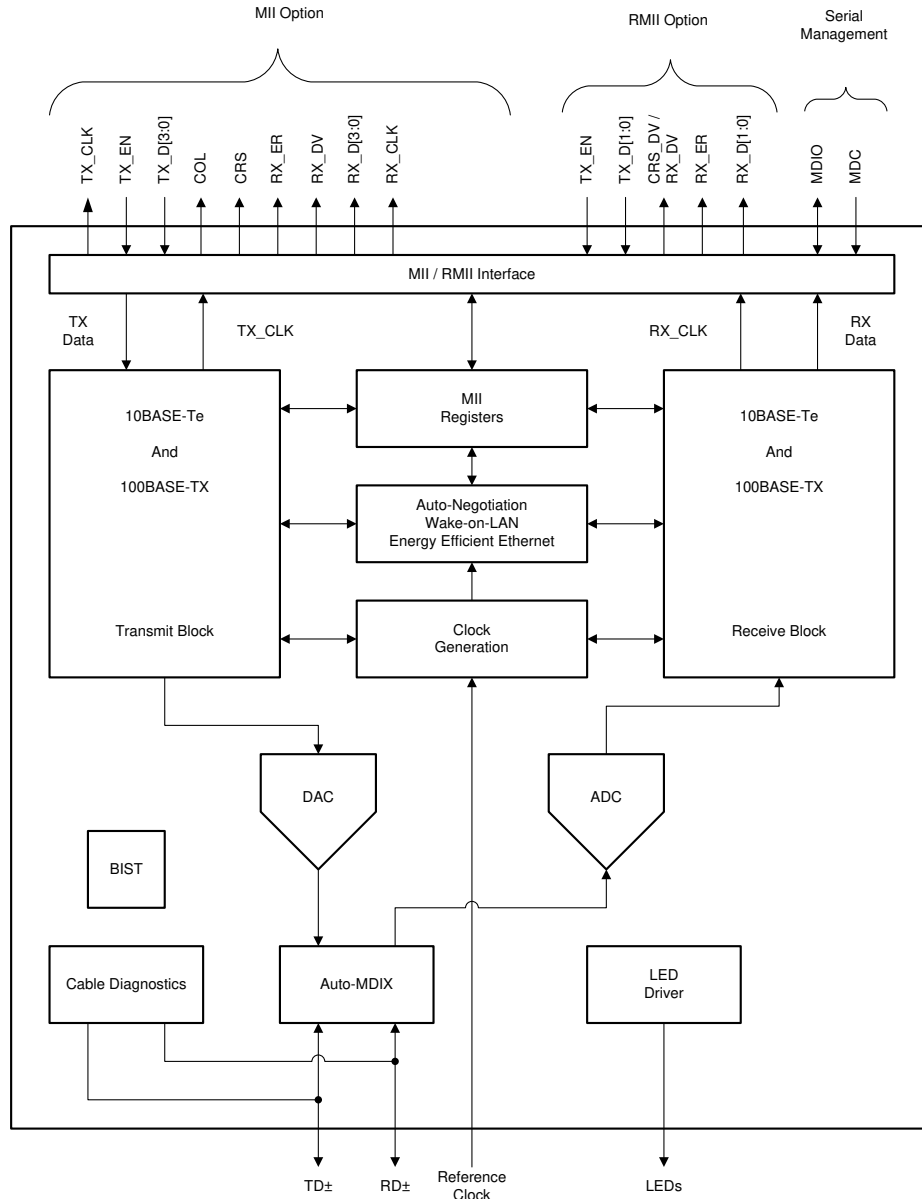 MII Option
RMII Option
Serial
Management
TX_CLK
TX_EN
TX_D[3:0]
COL
CRS
RX_ER
RX_DV
RX_D[3:0]
RX_CLK
TX_EN
TX_D[1:0]
CRS_DV /
RX_DV
RX_ER
RX_D[1:0]
MDIO
MDC
MII / RMII Interface
TX
Data
TX_CLK
RX_CLK
RX
Data
10BASE-Te
And
100BASE-TX
Transmit Block
MII
Registers
Auto-Negotiation
Wake-on-LAN
Energy Efficient Ethernet
Clock
Generation
10BASE-Te
And
100BASE-TX
Receive Block
DAC
ADC
BIST
Cable Diagnostics
Auto-MDIX
LED
Driver
TD±
RD±
Reference
Clock
LEDs